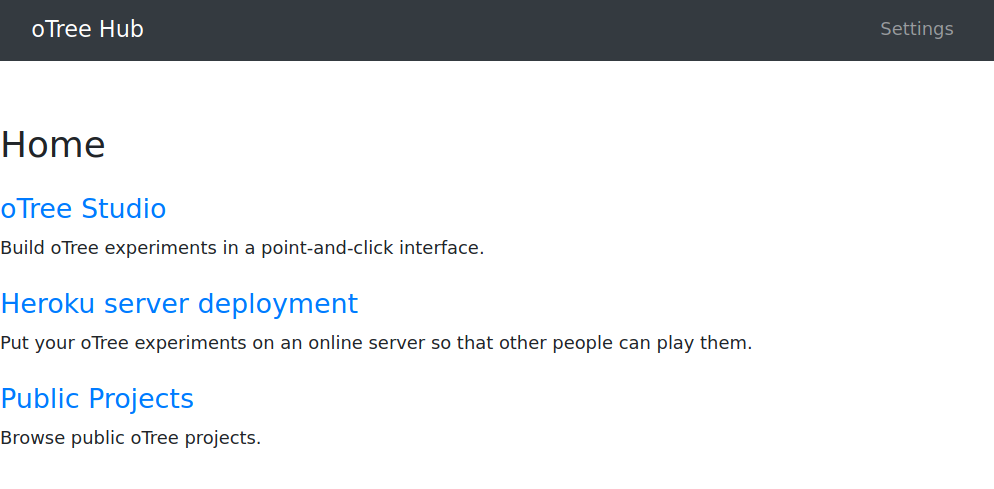 oTree Hub
Settings
Home
oTree Studio
Build oTree experiments in a point-and-click interface.
Heroku server deployment
Put your oTree experiments on an online server so that other people can play them.
Public Projects
Browse public oTree projects.